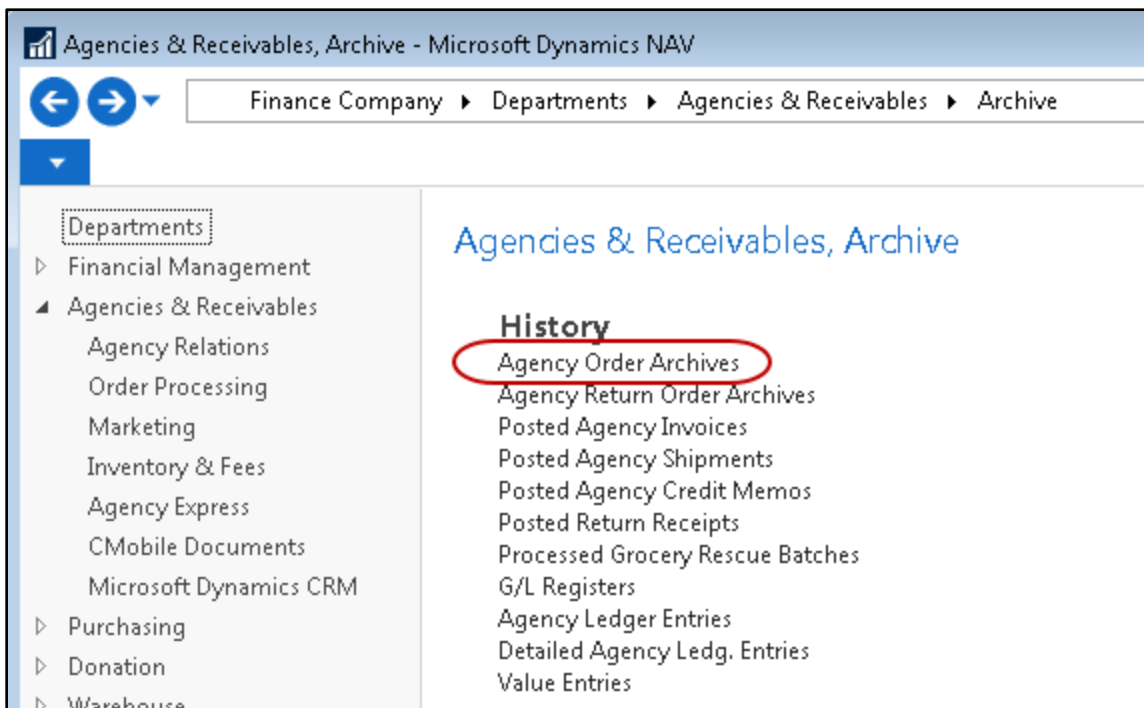 Agencies & Receivables, Archive - Microsoft Dynamics NAV
Finance Company ▸ Departments ▸ Agencies & Receivables ▸ Archive
Departments
Financial Management
Agencies & Receivables
Agency Relations
Order Processing
Marketing
Inventory & Fees
Agency Express
CMobile Documents
Microsoft Dynamics CRM
Purchasing
Donation
Warehouse
Agencies & Receivables, Archive
History
Agency Order Archives
Agency Return Order Archives
Posted Agency Invoices
Posted Agency Shipments
Posted Agency Credit Memos
Posted Return Receipts
Processed Grocery Rescue Batches
G/L Registers
Agency Ledger Entries
Detailed Agency Ledg. Entries
Value Entries